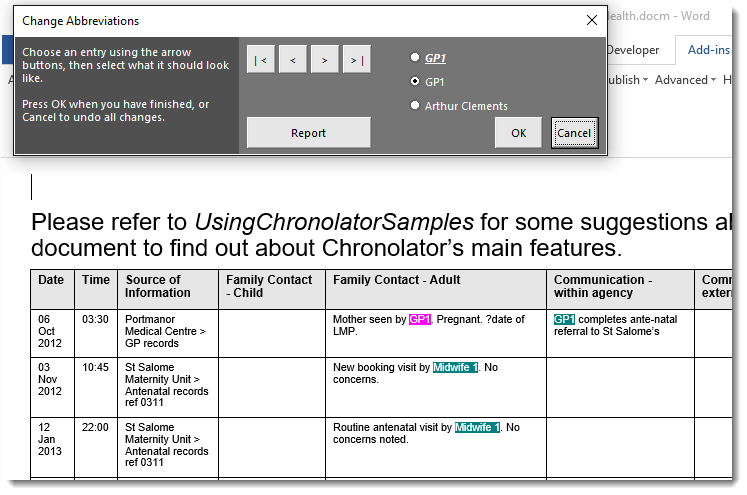 Change Abbreviations
ealth.docm - Word
Developer
Add-ins
ublish
Advanced
H
Choose an entry using the arrow
buttons, then select what it should look
like.
Press OK when you have finished, or
Cancel to undo all changes.
|<
<
>
>|
Report
GP1
GP1
Arthur Clements
OK
Cancel
Please refer to UsingChronolatorSamples for some suggestions a
document to find out about Chronolator’s main features.
Date
Time
Source of
Information
Family Contact
- Child
Family Contact - Adult
Communication -
within agency
Com
exter
06
Oct
2012
03:30
Portmanor
Medical Centre >
GP records
Mother seen by GP1. Pregnant. ?date of
LMP.
GP1 completes ante-natal
referral to St Salome’s
03
Nov
2012
10:45
St Salome
Maternity Unit >
Antenatal records
ref 0311
New booking visit by Midwife 1. No
concerns.
12
Jan
2013
22:00
St Salome
Maternity Unit >
Antenatal records
ref 0311
Routine antenatal visit by Midwife 1. No
concerns noted.